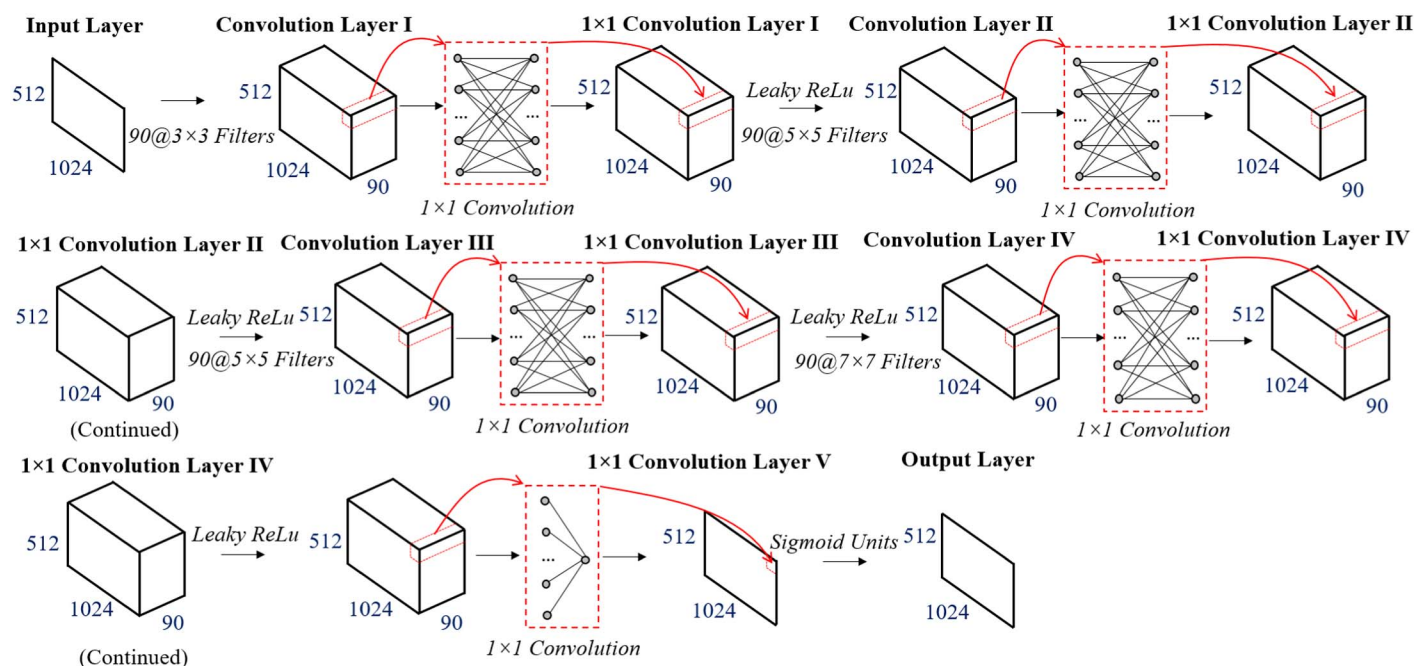 Input Layer
Convolution Layer I
1×1 Convolution Layer I
Convolution Layer II
1×1 Convolution Layer II
512
1024
90@3×3 Filters
512
1024
90
...
...
1×1 Convolution
512
1024
90
Leaky ReLu
90@5×5 Filters
512
1024
90
...
...
1×1 Convolution
512
1024
90
1×1 Convolution Layer II
Convolution Layer III
1×1 Convolution Layer III
Convolution Layer IV
1×1 Convolution Layer IV
512
1024
90
(Continued)
Leaky ReLu
90@5×5 Filters
512
1024
90
...
...
1×1 Convolution
512
1024
90
Leaky ReLu
90@7×7 Filters
512
1024
90
...
...
1×1 Convolution
512
1024
90
1×1 Convolution Layer IV
1×1 Convolution Layer V
Output Layer
512
1024
90
(Continued)
Leaky ReLu
512
1024
90
...
1×1 Convolution
512
1024
Sigmoid Units
512
1024